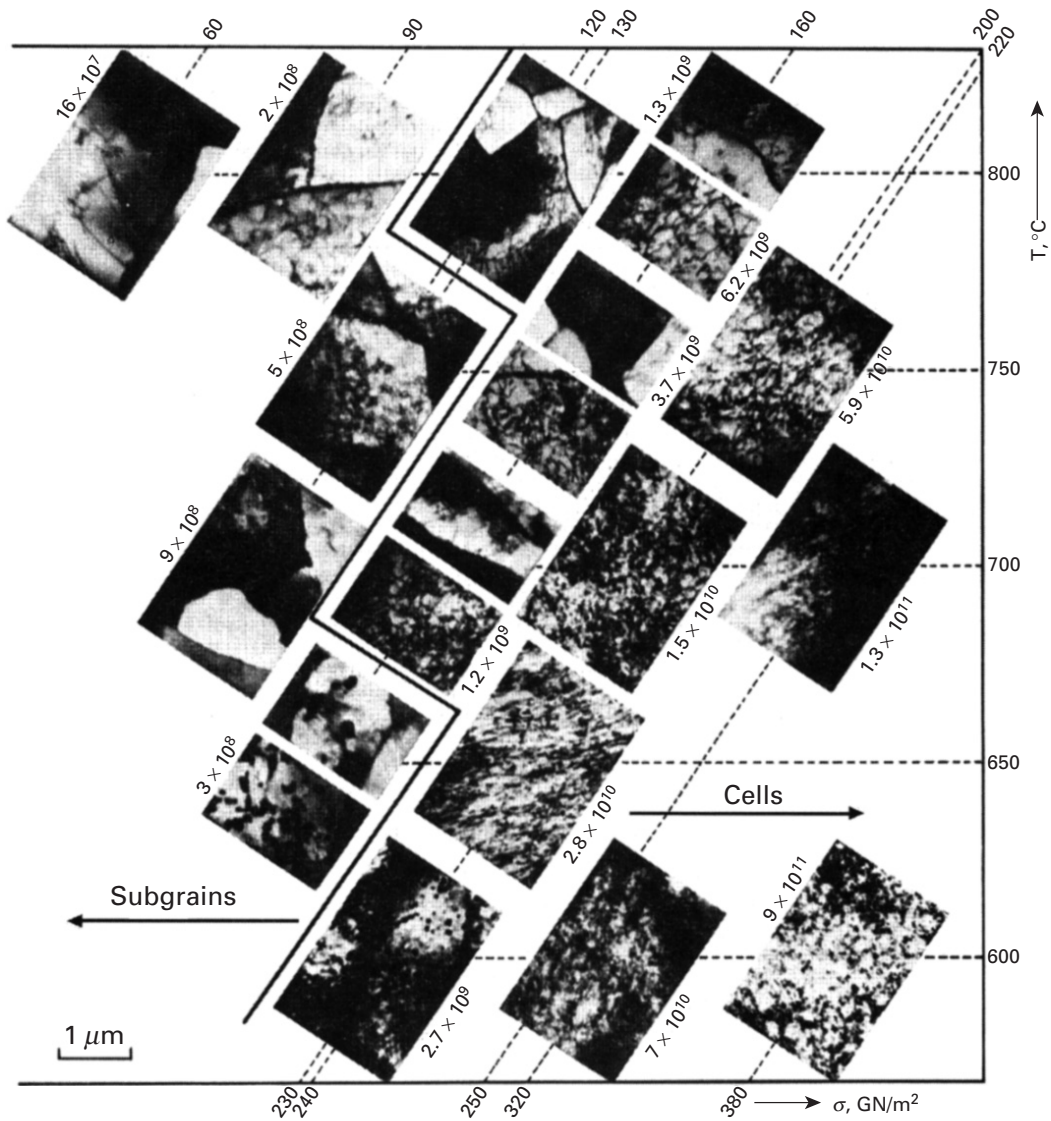 60
90
120
130
160
200
220
16 × 10⁷
2 × 10⁸
1.3 × 10⁹
T, °C
800
6.2 × 10⁹
5 × 10⁸
3.7 × 10⁹
5.9 × 10¹⁰
750
9 × 10⁸
700
1.2 × 10⁹
1.5 × 10¹⁰
1.3 × 10¹¹
3 × 10⁸
650
Cells
2.8 × 10¹⁰
9 × 10¹¹
Subgrains
600
2.7 × 10⁹
7 × 10¹⁰
1 μm
230
240
250
320
380
σ, GN/m²